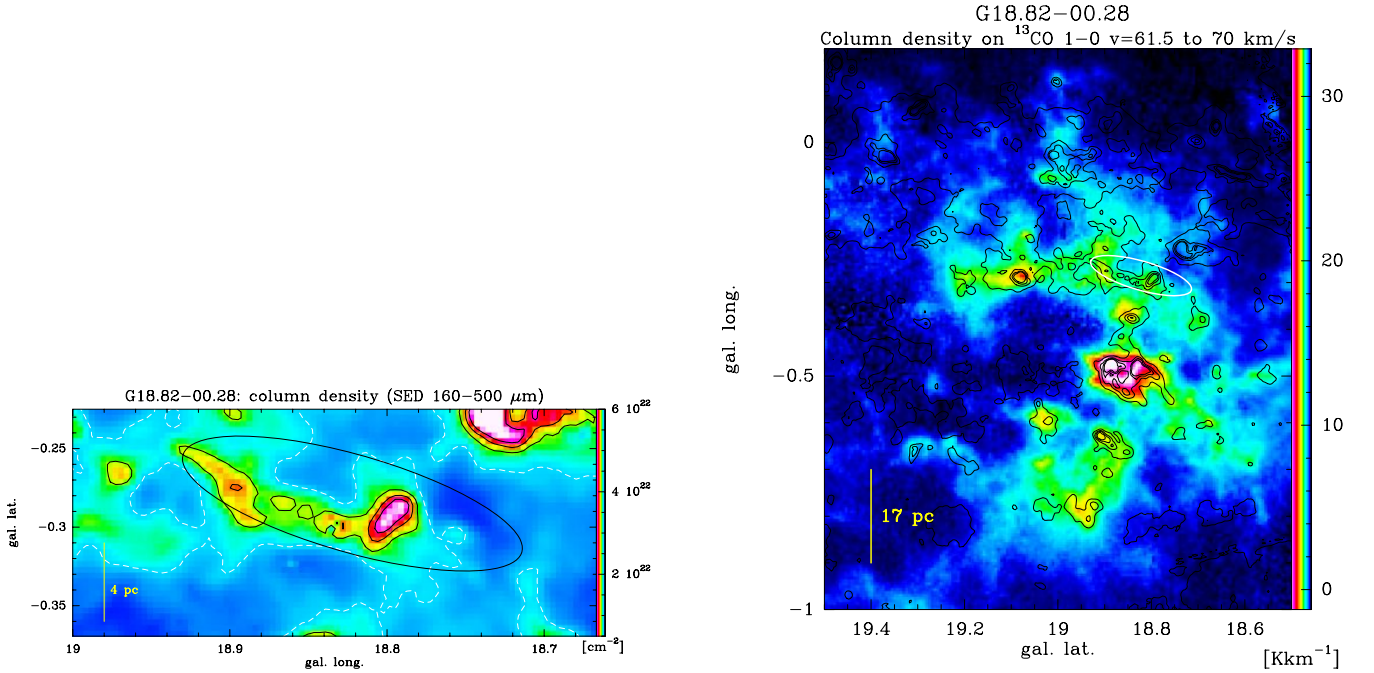 G18.82−00.28: column density (SED 160−500 μm)
6 10²²
4 10²²
2 10²²
−2
[cm⁻²]
−0.25
−0.3
−0.35
gal. lat.
4 pc
19
18.9
18.8
18.7
gal. long.
G18.82−00.28
Column density on ¹³CO 1−0 v=61.5 to 70 km/s
0
−0.5
−1
gal. long.
17 pc
30
20
10
0
19.4
19.2
19
18.8
18.6
gal. lat.
[Kkm⁻¹]